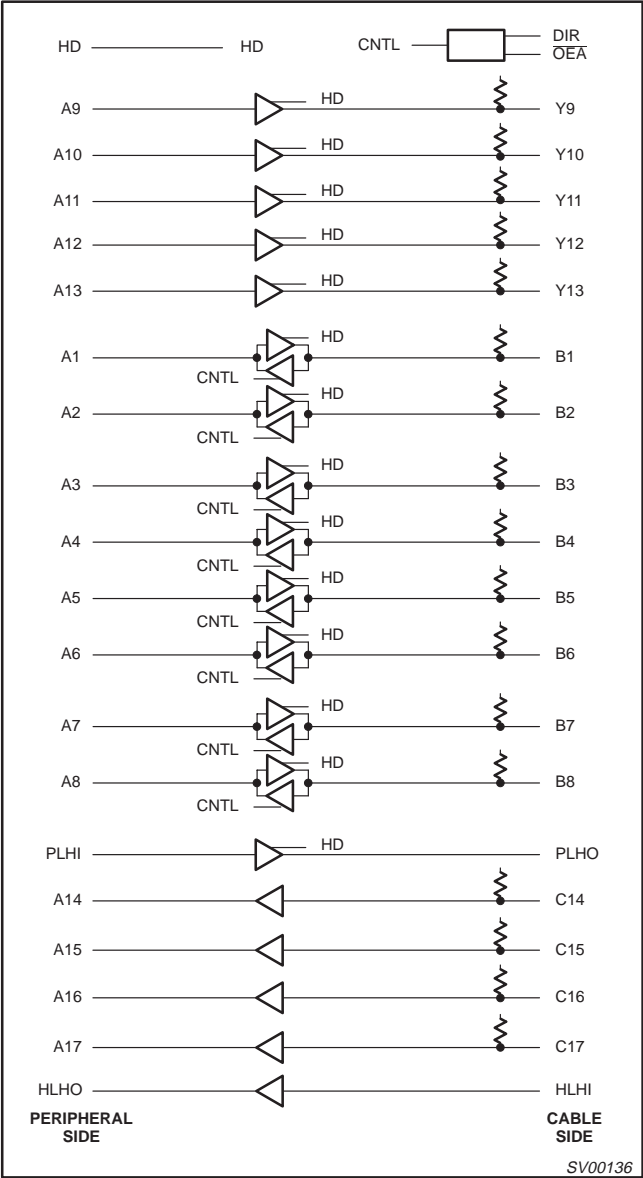 HD HD CNTL DIR
OEA
A9 HD Y9
A10 HD Y10
A11 HD Y11
A12 HD Y12
A13 HD Y13
HD
A1 B1
CNTL
HD
A2 B2
CNTL
HD
A3 B3
CNTL
HD
A4 B4
CNTL
HD
A5 B5
CNTL
HD
A6 B6
CNTL
HD
A7 B7
CNTL
HD
A8 B8
CNTL
PLHI HD PLHO
A14 C14
A15 C15
A16 C16
A17 C17
HLHO HLHI
PERIPHERAL CABLE
SIDE SIDE
SV00136